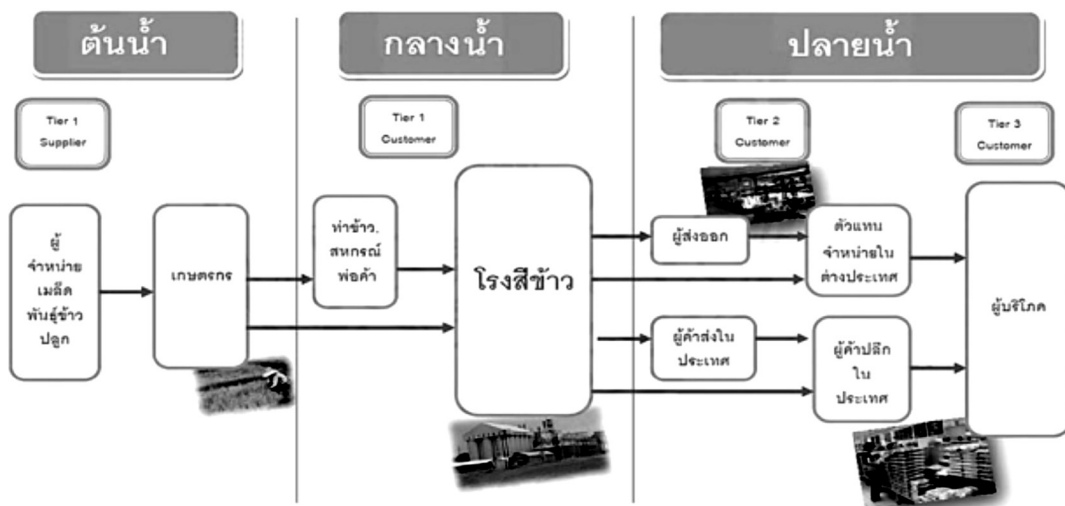 ต้นน้ำ
กลางน้ำ
ปลายน้ำ
Tier 1
Supplier
Tier 1
Customer
Tier 2
Customer
Tier 3
Customer
ผู้
จำหน่าย
เมล็ด
พันธุ์ข้าว
ปลูก
เกษตรกร
ท่าข้าว,
สหกรณ์
พ่อค้า
โรงสีข้าว
ผู้ส่งออก
ตัวแทน
จำหน่ายใน
ต่างประเทศ
ผู้ค้าส่งใน
ประเทศ
ผู้ค้าปลีก
ใน
ประเทศ
ผู้บริโภค